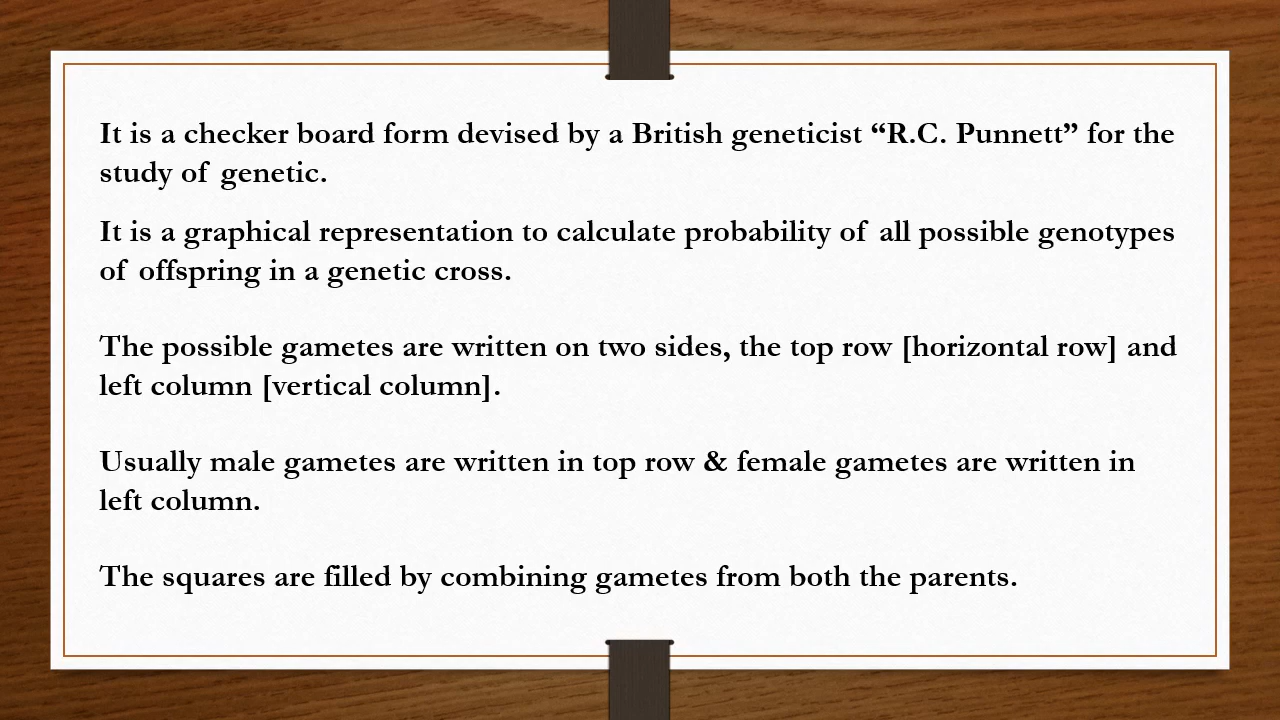 It is a checker board form devised by a British geneticist “R.C. Punnett” for the
study of genetic.
It is a graphical representation to calculate probability of all possible genotypes
of offspring in a genetic cross.
The possible gametes are written on two sides, the top row [horizontal row] and
left column [vertical column].
Usually male gametes are written in top row & female gametes are written in
left column.
The squares are filled by combining gametes from both the parents.